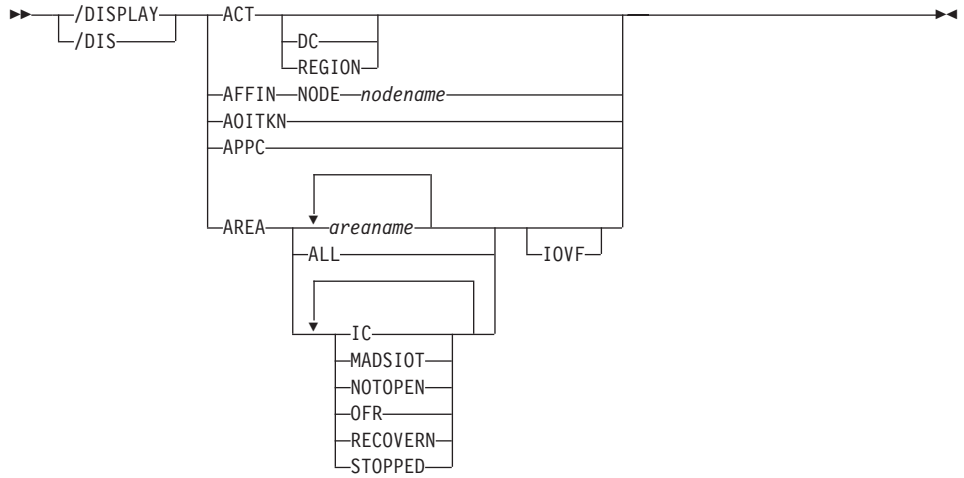 /DISPLAY ACT
/DIS DC
REGION
AFFIN NODE nodename
AOITKN
APPC
AREA areaname
ALL IOVF
IC
MADSIOT
NOTOPEN
OFR
RECOVERN
STOPPED